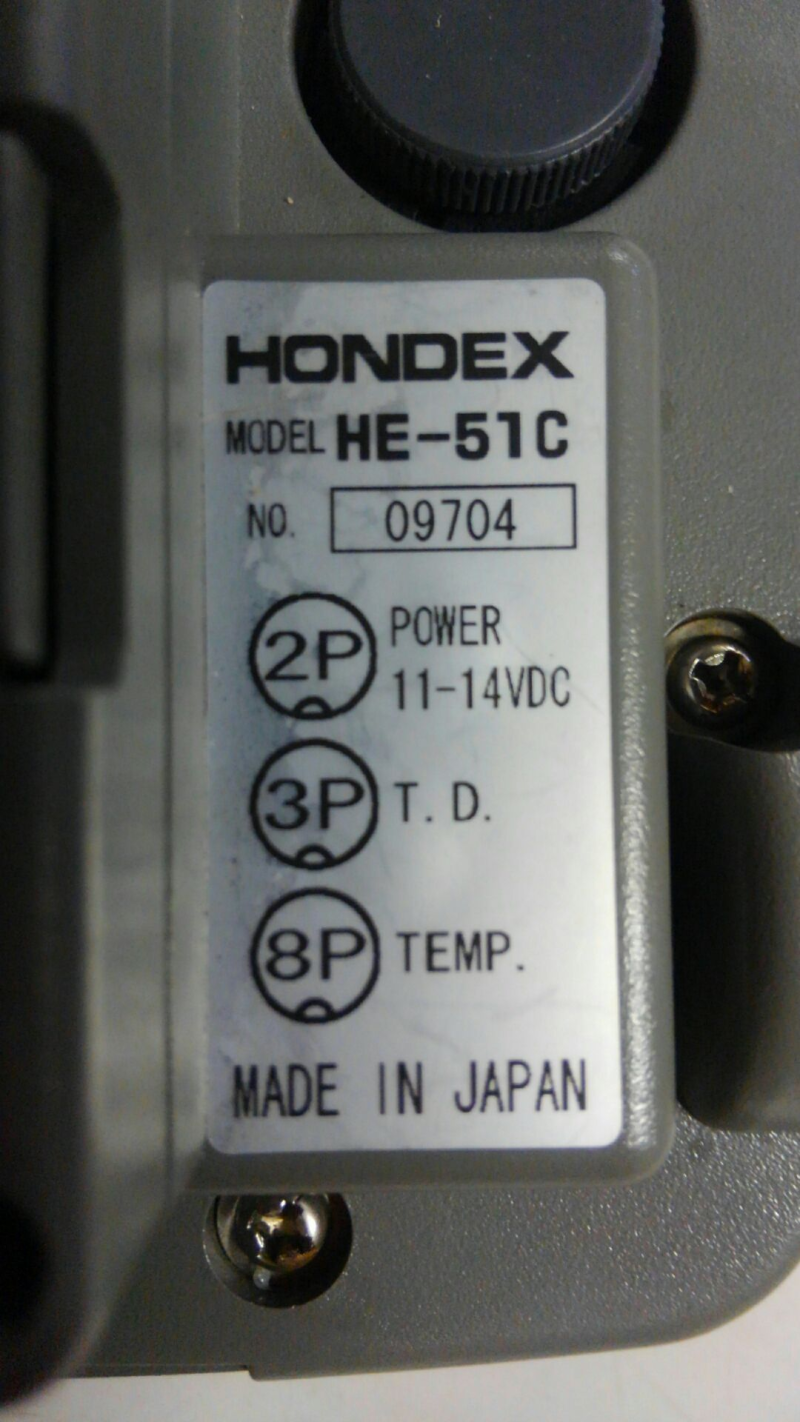 HONDEX
MODEL HE-51C
NO. 09704
2P POWER
11-14VDC
3P T. D.
8P TEMP.
MADE IN JAPAN